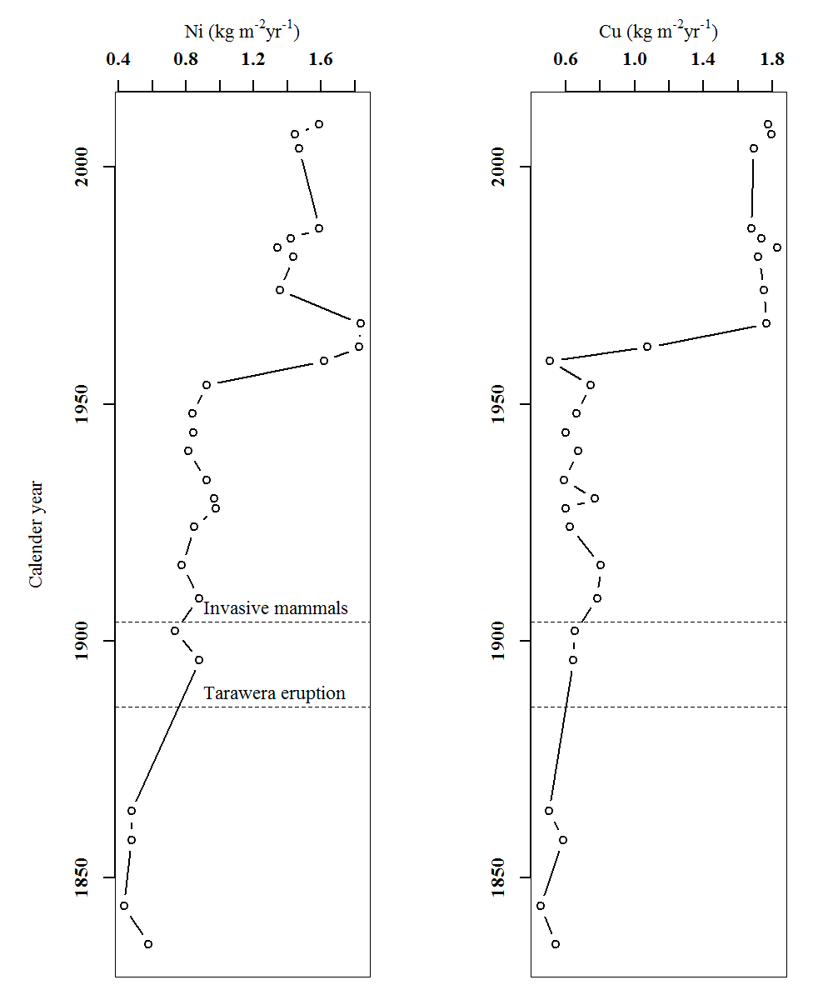 Ni (kg m⁻²yr⁻¹)
0.4 0.8 1.2 1.6
2000
1950
1900
1850
Calender year
Invasive mammals
Tarawera eruption
Cu (kg m⁻²yr⁻¹)
0.6 1.0 1.4 1.8
2000
1950
1900
1850